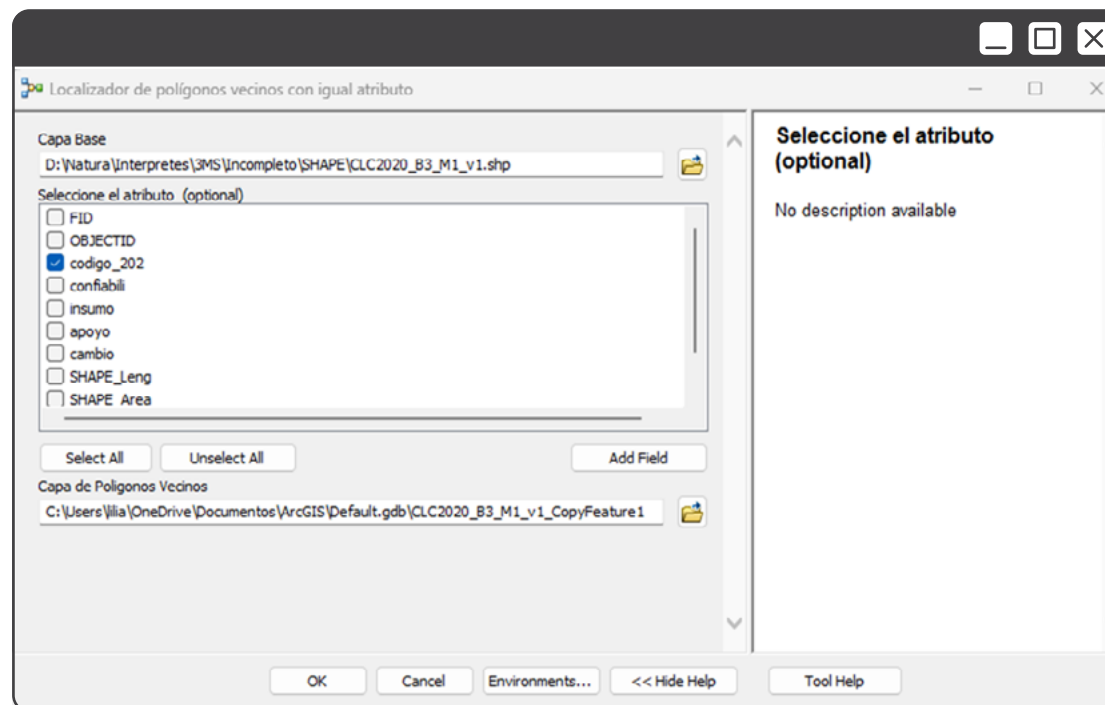 Localizador de polígonos vecinos con igual atributo
Capa Base
D:\Natura\Interpretes\3MS\Incompleto\SHAPE\CLC2020_B3_M1_v1.shp
Seleccione el atributo (optional)
FID
OBJECTID
codigo_202
confiabili
insumo
apoyo
cambio
SHAPE_Leng
SHAPE_Area
Select All
Unselect All
Add Field
Capa de Poligonos Vecinos
C:\Users\lilia\OneDrive\Documentos\ArcGIS\Default.gdb\CLC2020_B3_M1_v1_CopyFeature1
Seleccione el atributo
(optional)
No description available
OK
Cancel
Environments...
<< Hide Help
Tool Help